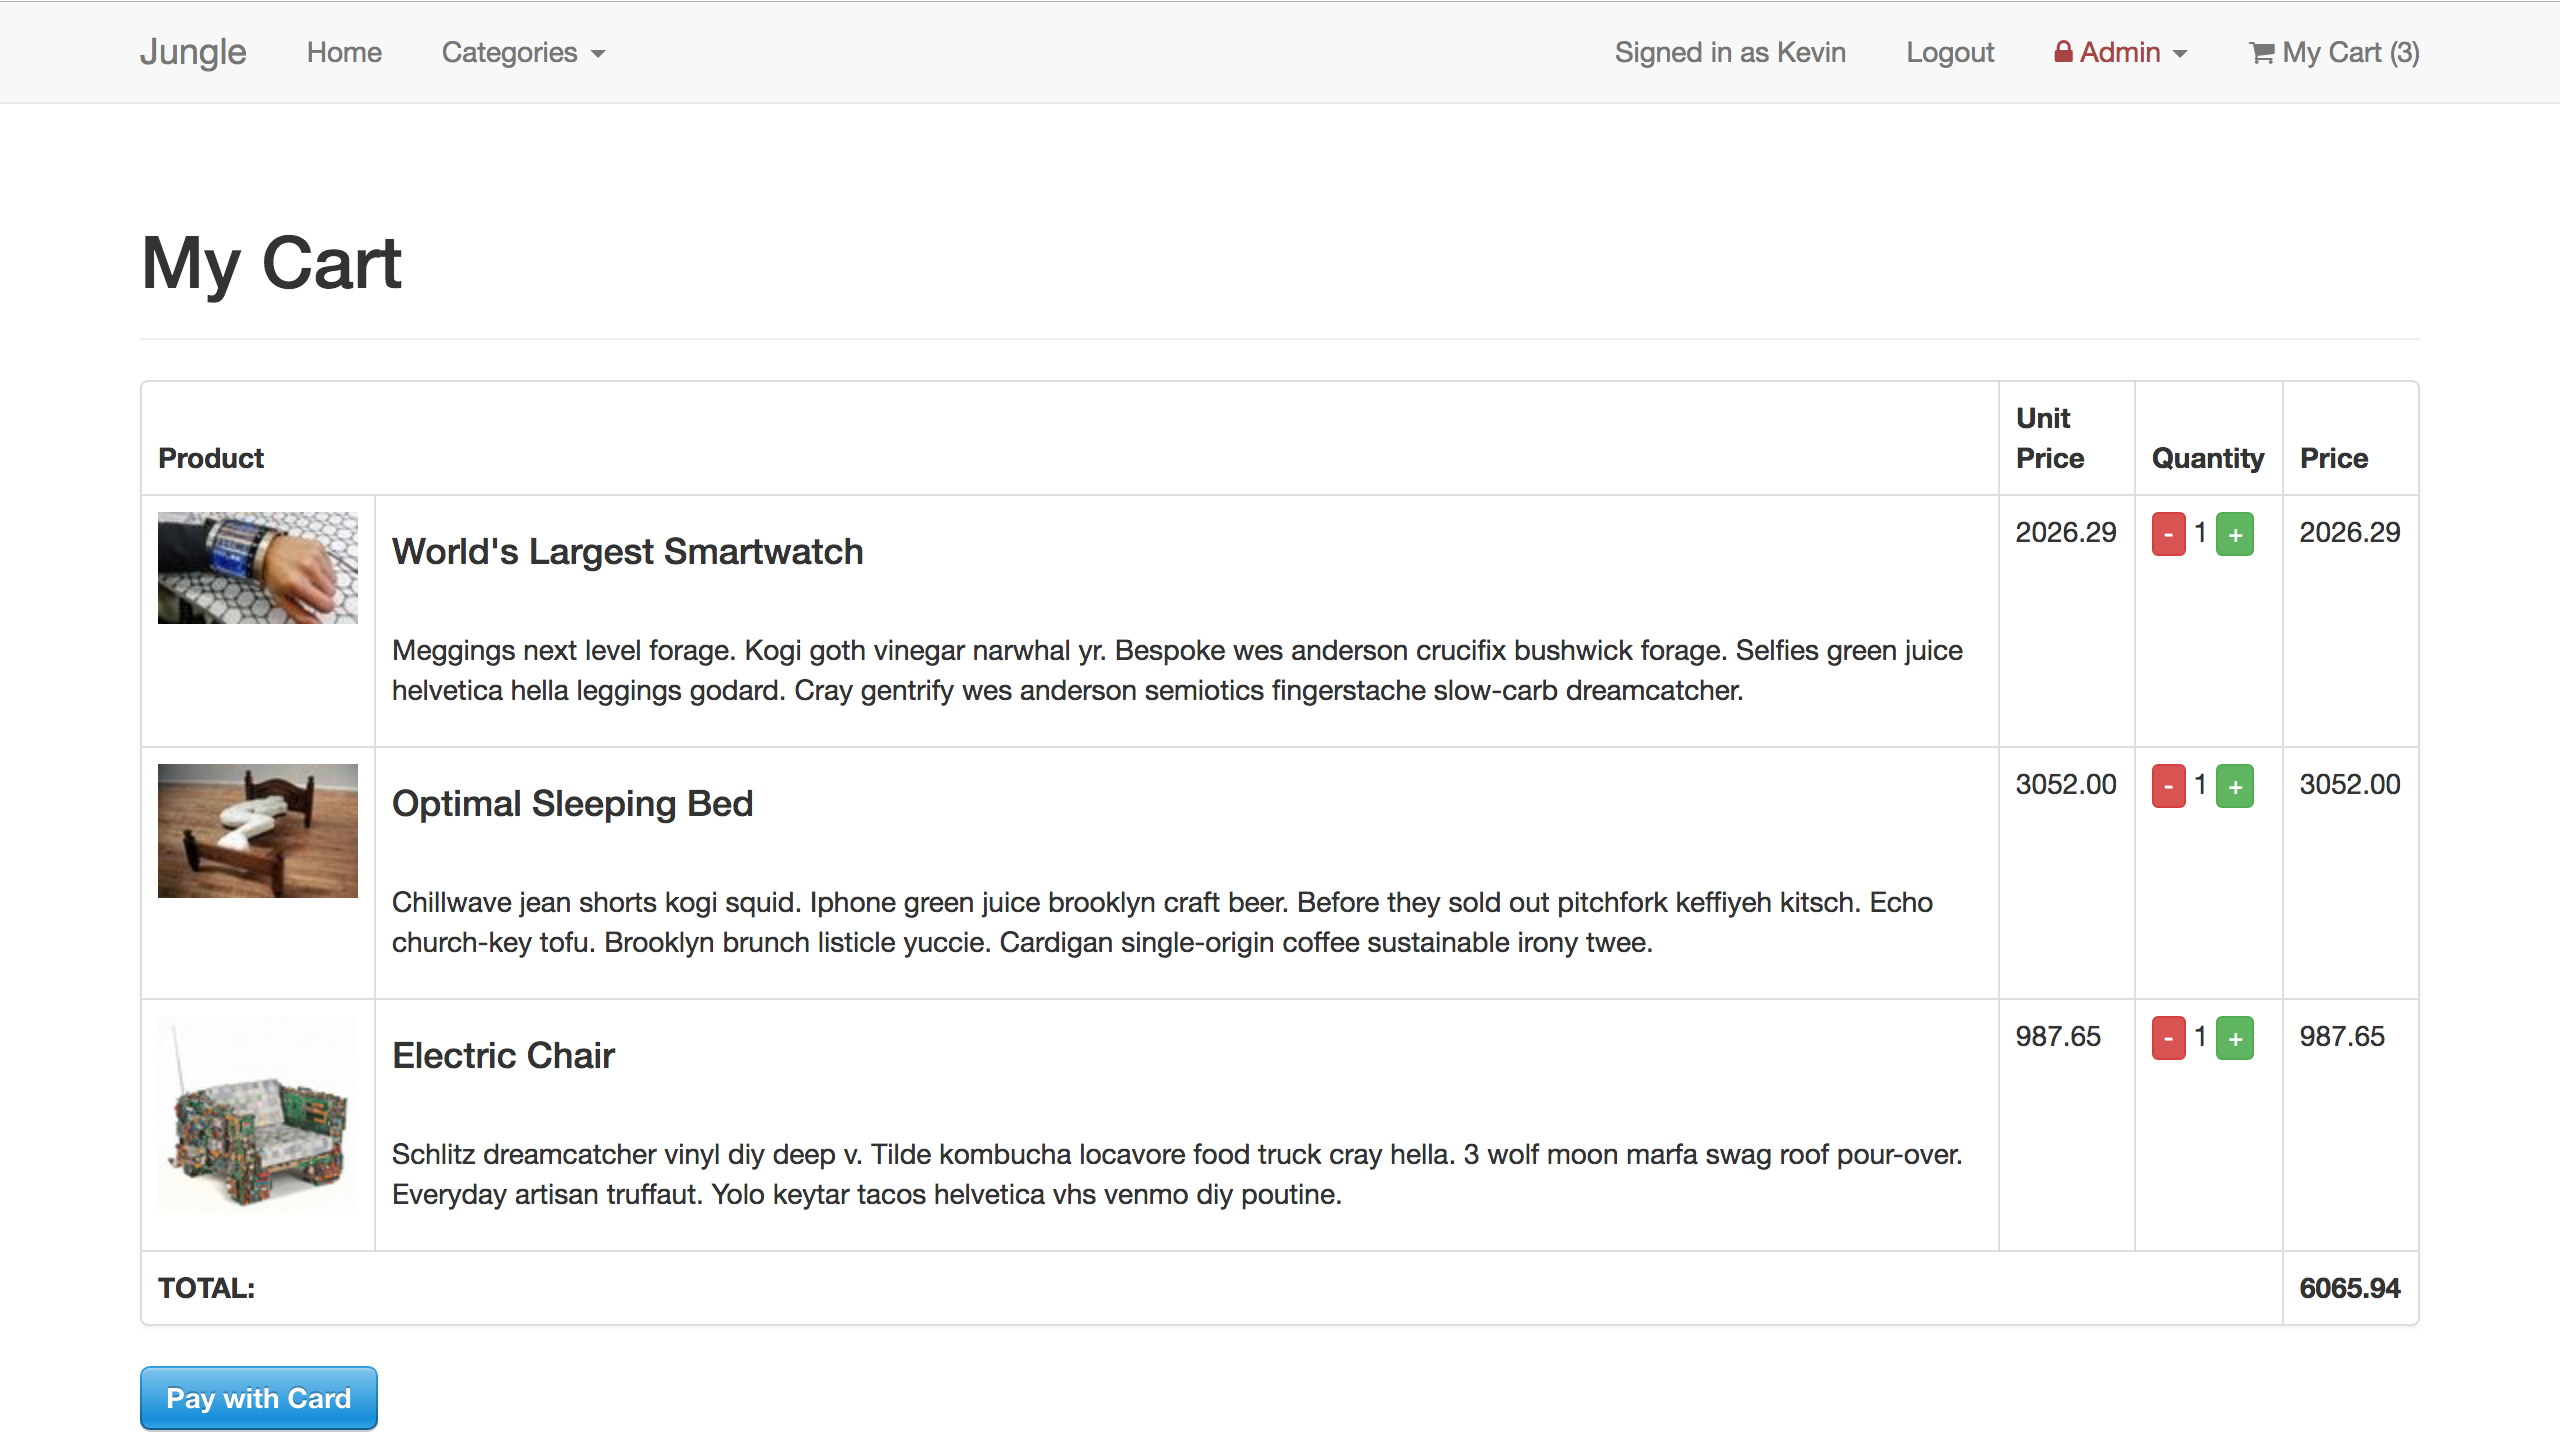 Jungle Home Categories Signed in as Kevin Logout Admin My Cart (3)
My Cart
Product Unit Price Quantity Price
World's Largest Smartwatch 2026.29 - 1 + 2026.29
Meggings next level forage. Kogi goth vinegar narwhal yr. Bespoke wes anderson crucifix bushwick forage. Selfies green juice
helvetica hella leggings godard. Cray gentrify wes anderson semiotics fingerstache slow-carb dreamcatcher.
Optimal Sleeping Bed 3052.00 - 1 + 3052.00
Chillwave jean shorts kogi squid. Iphone green juice brooklyn craft beer. Before they sold out pitchfork keffiyeh kitsch. Echo
church-key tofu. Brooklyn brunch listicle yuccie. Cardigan single-origin coffee sustainable irony twee.
Electric Chair 987.65 - 1 + 987.65
Schlitz dreamcatcher vinyl diy deep v. Tilde kombucha locavore food truck cray hella. 3 wolf moon marfa swag roof pour-over.
Everyday artisan truffaut. Yolo keytar tacos helvetica vhs venmo diy poutine.
TOTAL: 6065.94
Pay with Card